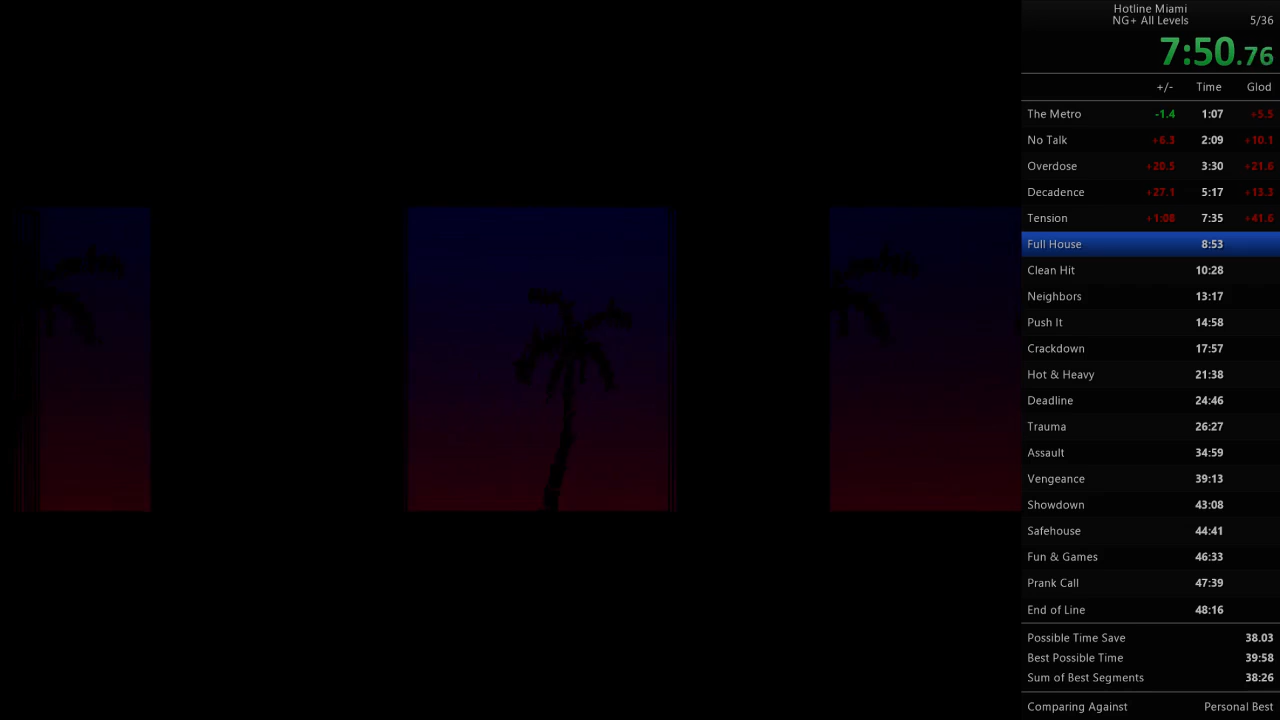 Hotline Miami
NG+ All Levels 5/36
7:50.76
+/- Time Glod
The Metro -1.4 1:07 +5.5
No Talk +6.3 2:09 +10.1
Overdose +20.5 3:30 +21.6
Decadence +27.1 5:17 +13.3
Tension +1:08 7:35 +41.6
Full House 8:53
Clean Hit 10:28
Neighbors 13:17
Push It 14:58
Crackdown 17:57
Hot & Heavy 21:38
Deadline 24:46
Trauma 26:27
Assault 34:59
Vengeance 39:13
Showdown 43:08
Safehouse 44:41
Fun & Games 46:33
Prank Call 47:39
End of Line 48:16
Possible Time Save 38.03
Best Possible Time 39:58
Sum of Best Segments 38:26
Comparing Against Personal Best